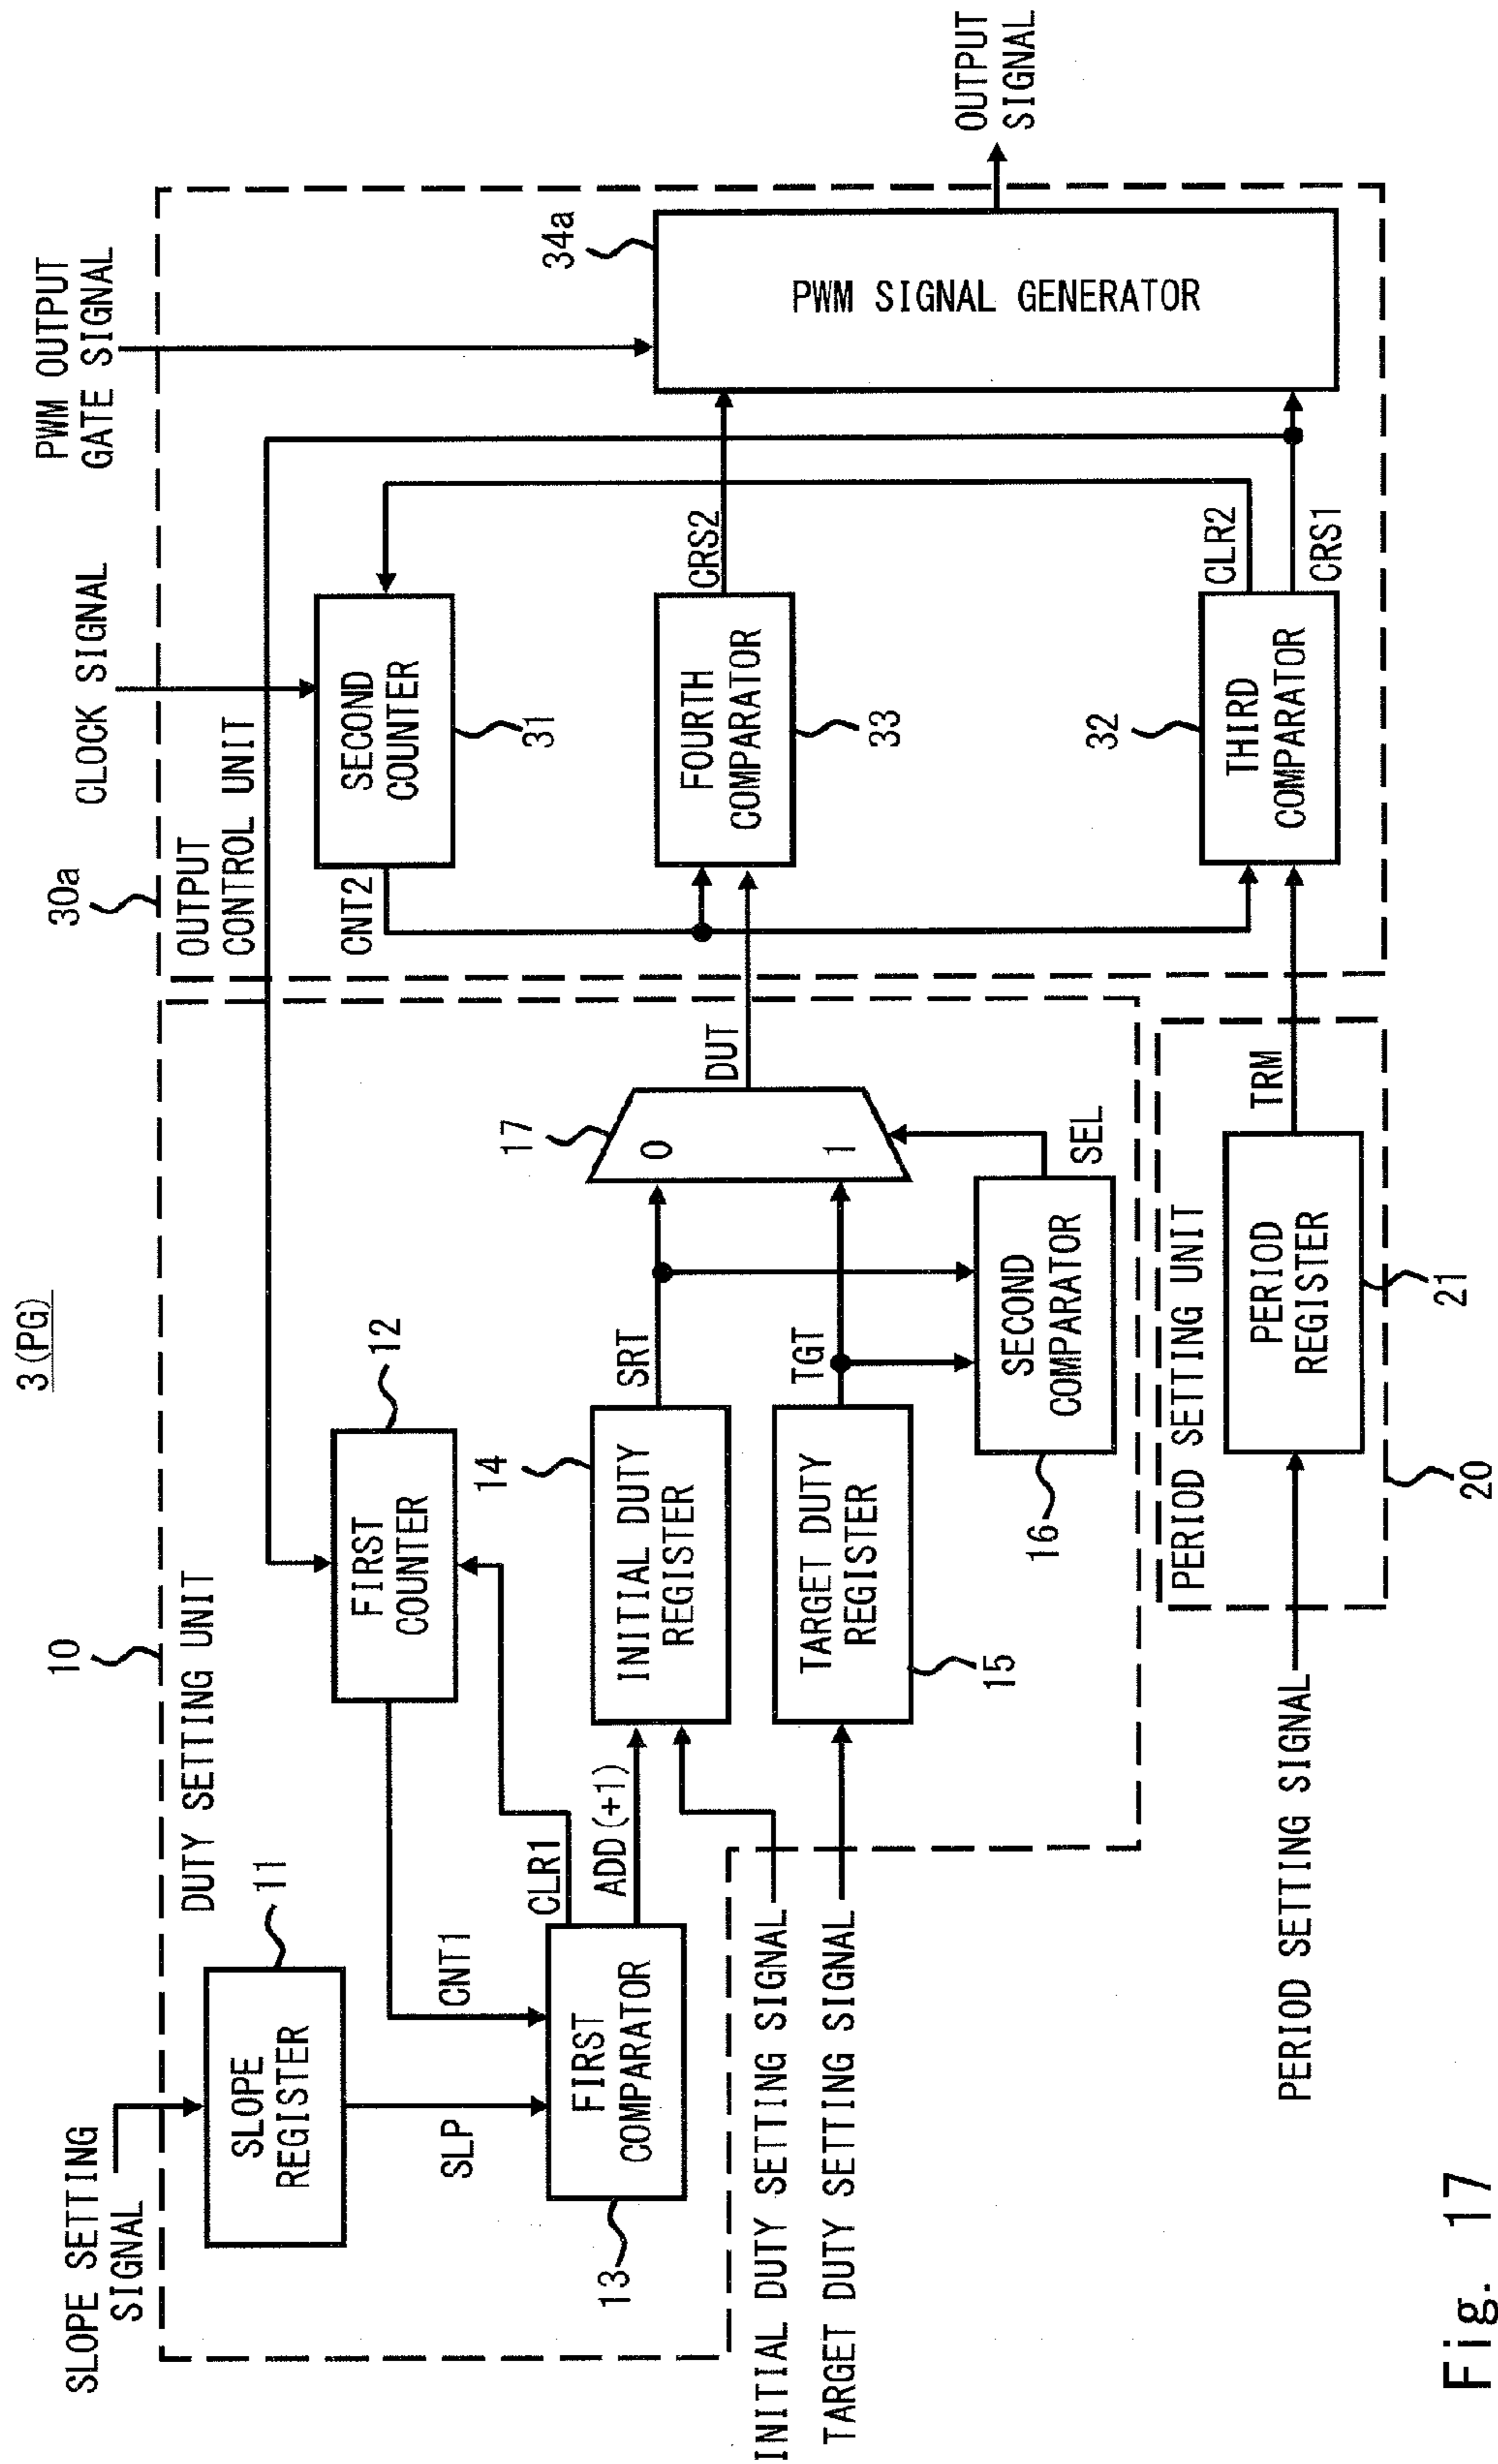 3(PG)
SLOPE SETTING
SIGNAL
10
DUTY SETTING UNIT
SLOPE
REGISTER
11
SLP
CNT1
FIRST
COUNTER
12
FIRST
COMPARATOR
13
CLR1
ADD(+1)
INITIAL DUTY SETTING SIGNAL
TARGET DUTY SETTING SIGNAL
INITIAL DUTY
REGISTER
14
SRT
TARGET DUTY
REGISTER
15
TGT
SECOND
COMPARATOR
16
SEL
17
0
1
DUT
PERIOD SETTING SIGNAL
PERIOD SETTING UNIT
PERIOD
REGISTER
21
20
TRM
30a
OUTPUT
CONTROL UNIT
CLOCK SIGNAL
PWM OUTPUT
GATE SIGNAL
CNT2
SECOND
COUNTER
31
FOURTH
COMPARATOR
33
CRS2
32
THIRD
COMPARATOR
CLR2
CRS1
34a
PWM SIGNAL GENERATOR
OUTPUT
SIGNAL
Fig. 17